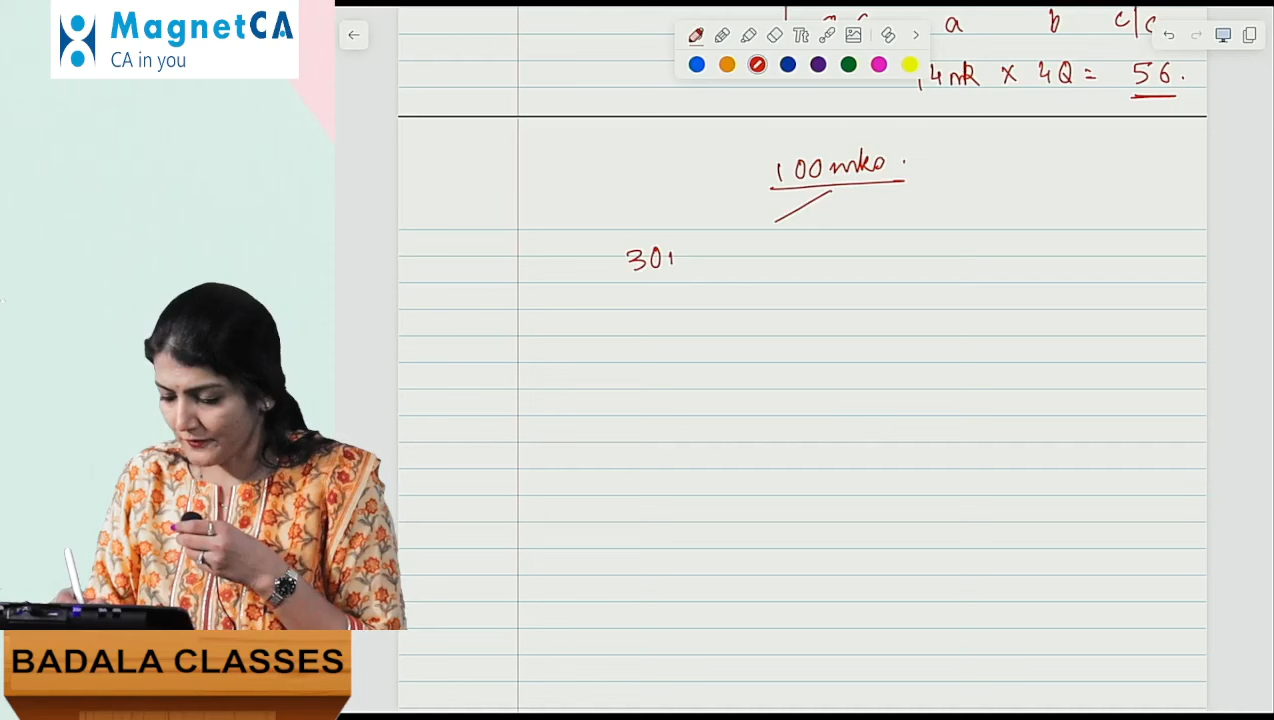 MagnetCA
CA in you
a b c/c
14 mk x 4Q = 56.
100 mks.
30
BADALA CLASSES